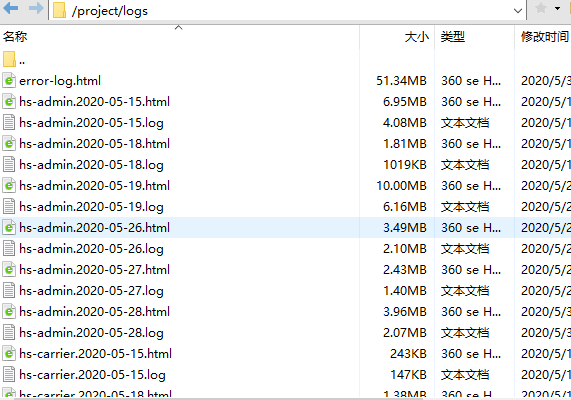 /project/logs
名称 大小 类型 修改时间
..
error-log.html 51.34MB 360 se H... 2020/5/3
hs-admin.2020-05-15.html 6.95MB 360 se H... 2020/5/1
hs-admin.2020-05-15.log 4.08MB 文本文档 2020/5/1
hs-admin.2020-05-18.html 1.81MB 360 se H... 2020/5/1
hs-admin.2020-05-18.log 1019KB 文本文档 2020/5/1
hs-admin.2020-05-19.html 10.00MB 360 se H... 2020/5/2
hs-admin.2020-05-19.log 6.16MB 文本文档 2020/5/2
hs-admin.2020-05-26.html 3.49MB 360 se H... 2020/5/2
hs-admin.2020-05-26.log 2.10MB 文本文档 2020/5/2
hs-admin.2020-05-27.html 2.43MB 360 se H... 2020/5/2
hs-admin.2020-05-27.log 1.40MB 文本文档 2020/5/2
hs-admin.2020-05-28.html 3.96MB 360 se H... 2020/5/3
hs-admin.2020-05-28.log 2.07MB 文本文档 2020/5/3
hs-carrier.2020-05-15.html 243KB 360 se H... 2020/5/1
hs-carrier.2020-05-15.log 147KB 文本文档 2020/5/1
hs-carrier.2020-05-18.html 1.38MB 360 se H... 2020/5/1